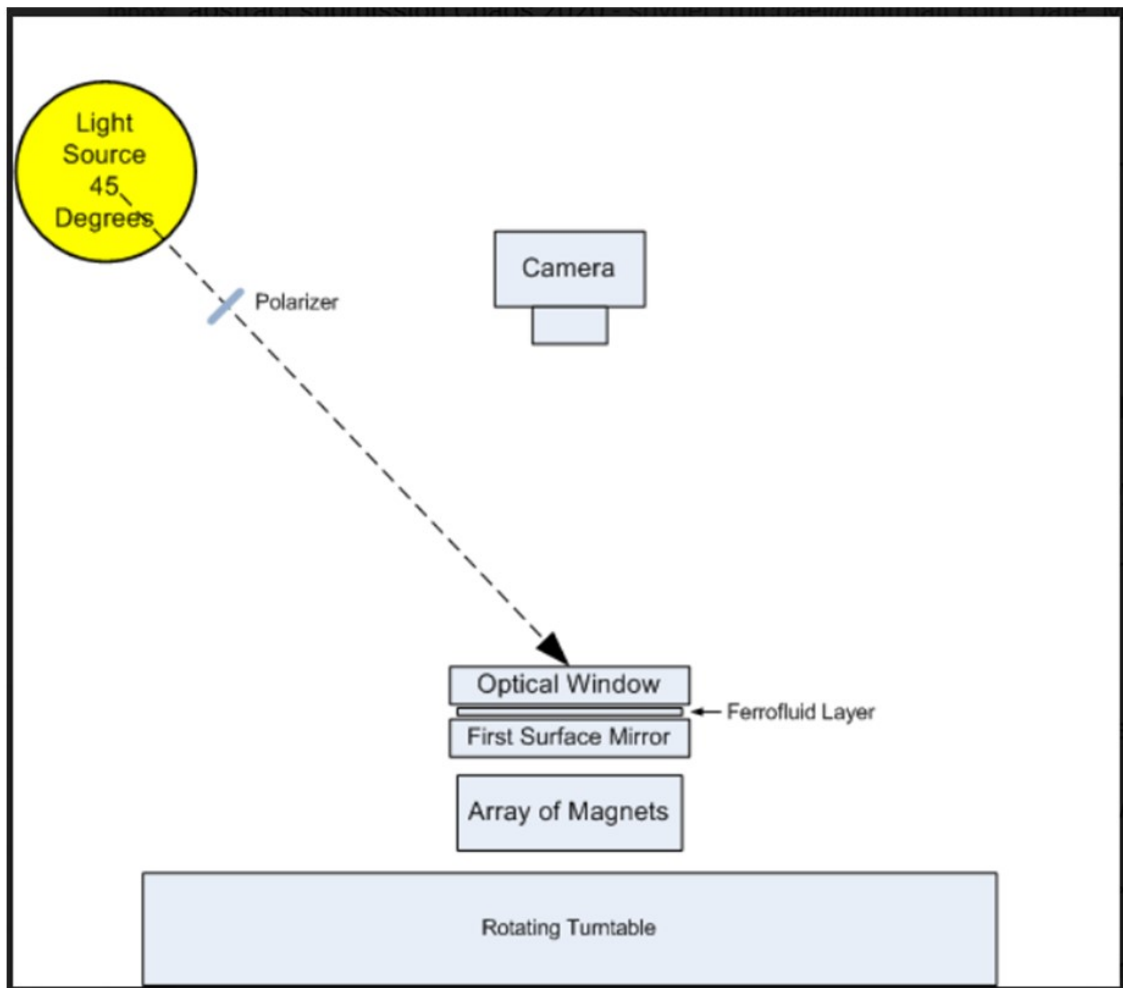 Light
Source
45
Degrees
Camera
Polarizer
Optical Window
Ferrofluid Layer
First Surface Mirror
Array of Magnets
Rotating Turntable